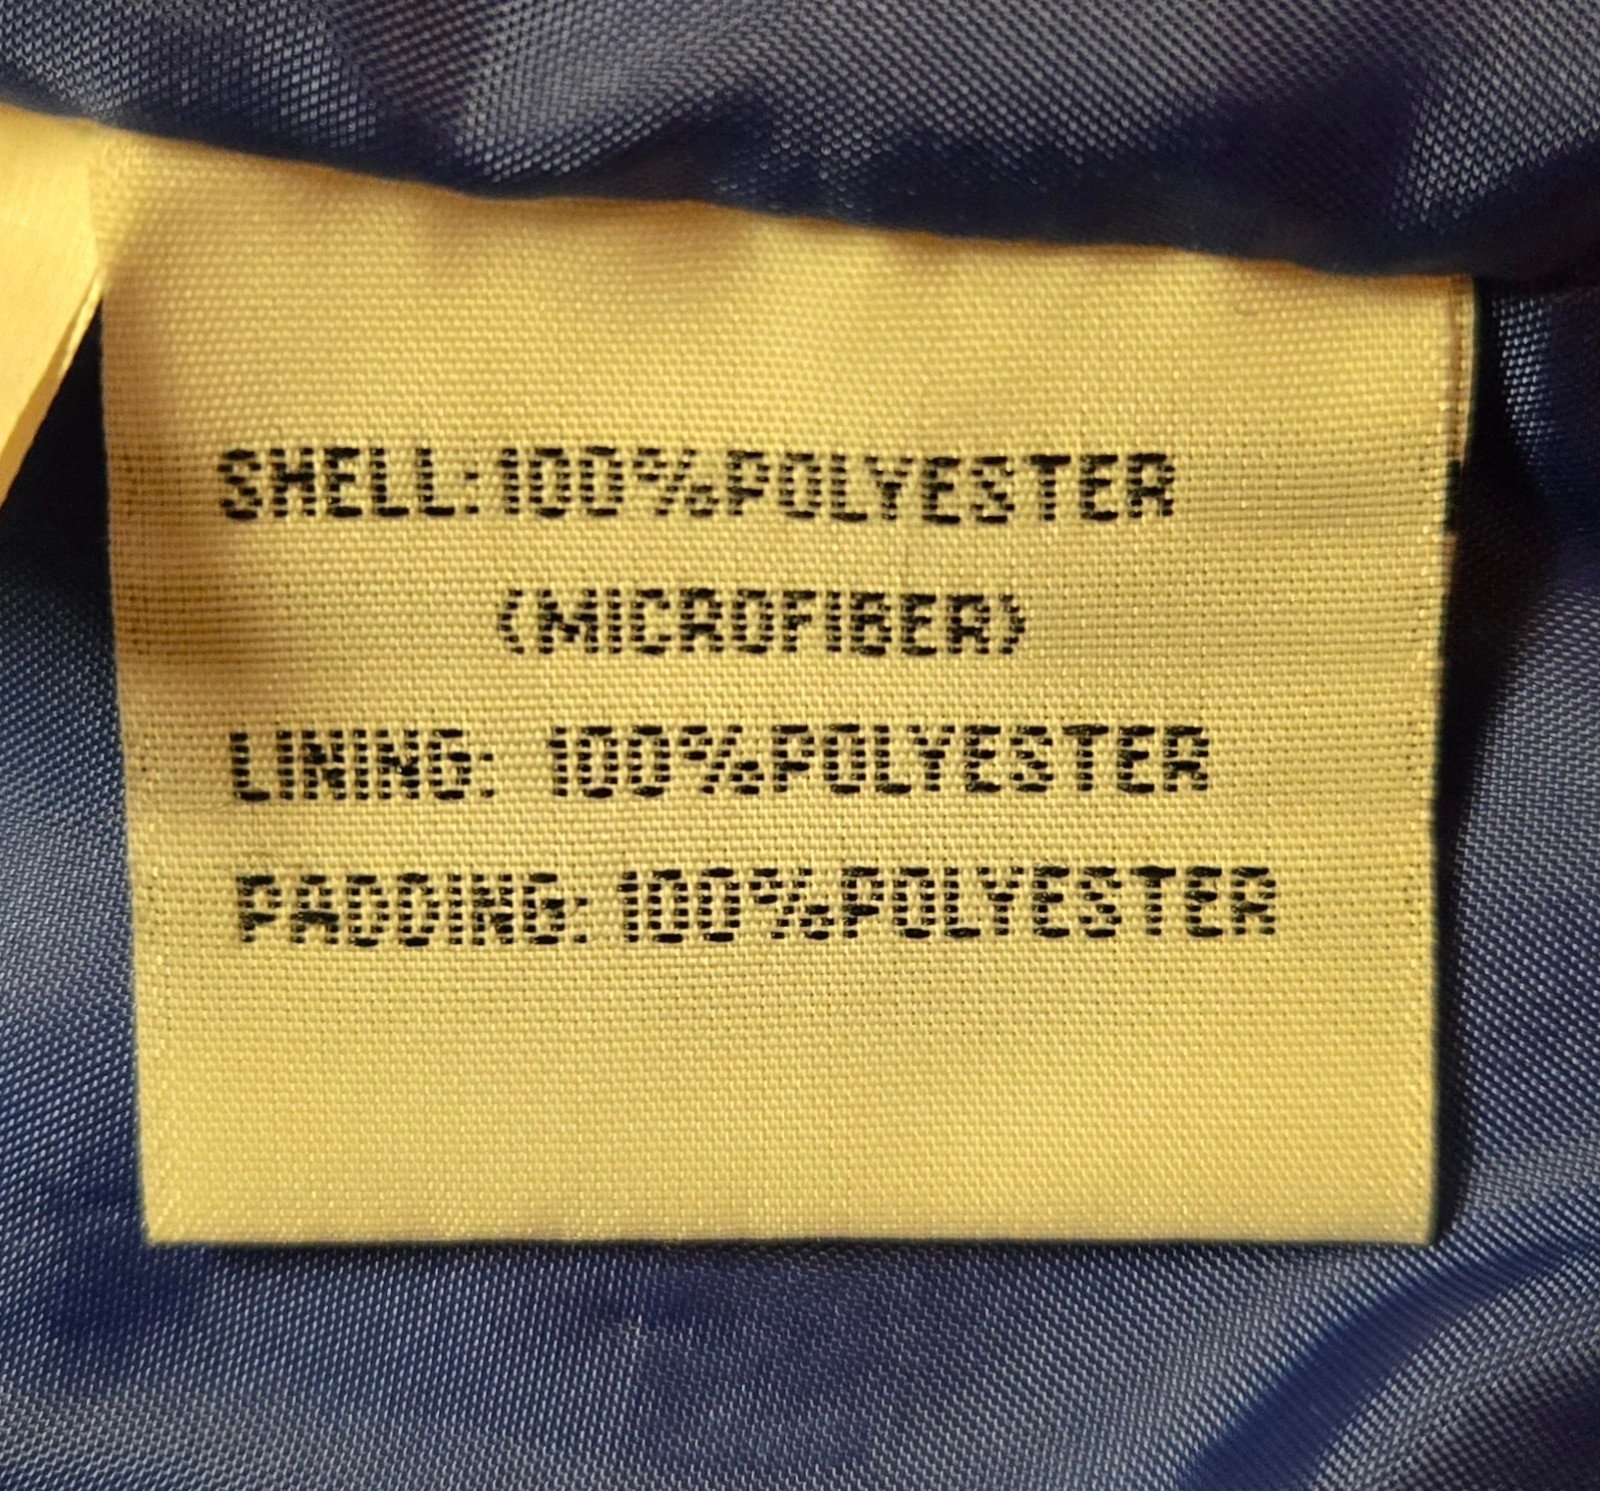 SHELL:100%POLYESTER
(MICROFIBER)
LINING: 100%POLYESTER
PADDING: 100%POLYESTER